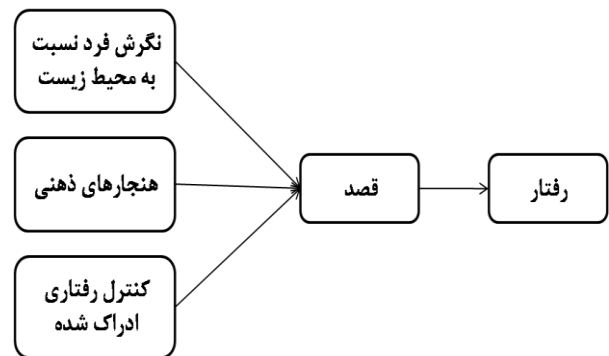 نگرش فرد نسبت
به محیط زیست
هنجارهای ذهنی
قصد
رفتار
کنترل رفتاری
ادراک شده